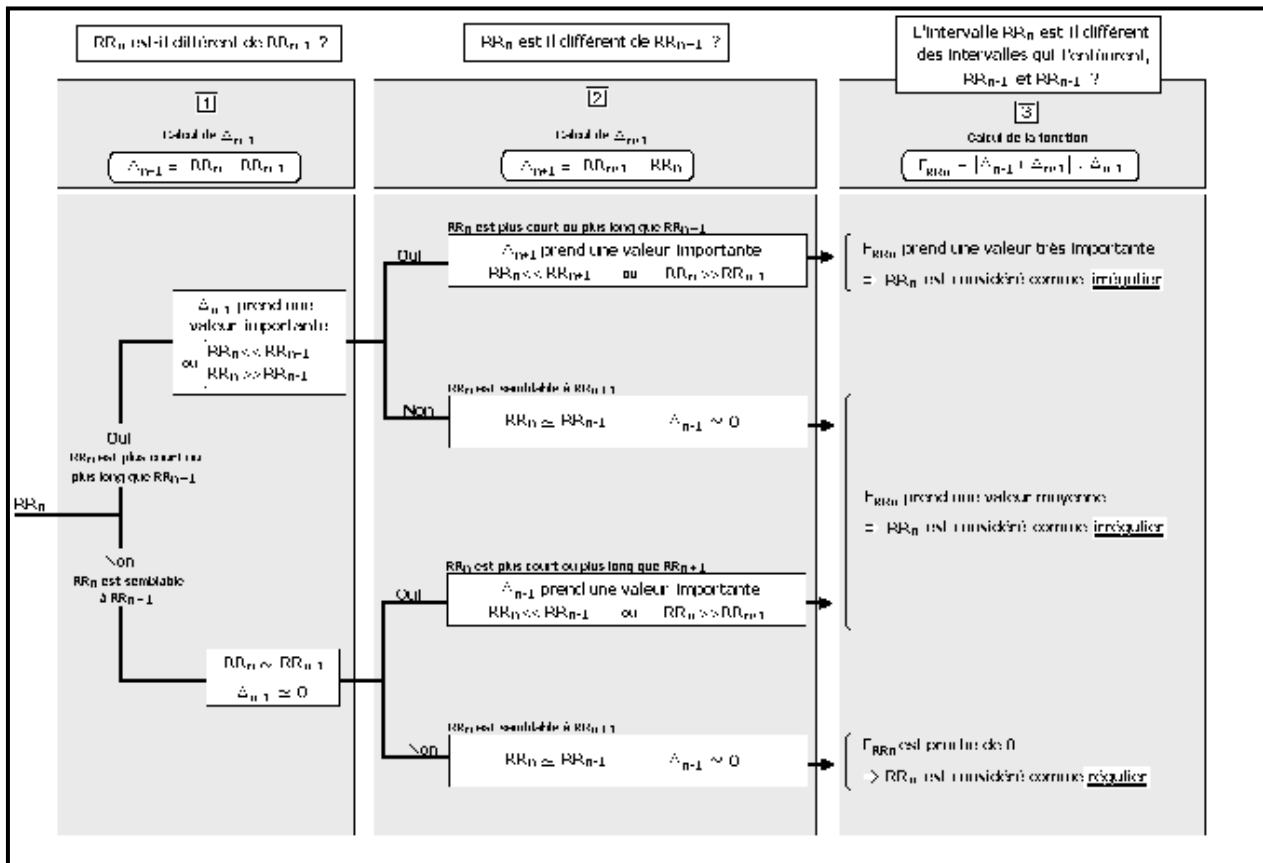 RRn est-il différent de RRn-1 ?
RRn est il différent de RRn−1 ?
L'intervalle RRn est il différent
des intervalles qui l'entourent,
RRn-1 et RRn-1 ?
1
Calcul de Δn-1
Δn−1 = RRn RRn-1
2
Calcul de Δn+1
Δn+1 = RRn+1 RRn
3
Calcul de la fonction
FRRn = |Δn-1 + Δn+1| . Δn-1
RRn
Oui
RRn est plus court ou
plus long que RRn−1
Non
RRn est semblable
à RRn−1
Δn-1 prend une
valeur importante
ou
RRn << RRn−1
RRn >> RRn−1
RRn ~ RRn-1
Δn-1 ≃ 0
Oui
RRn est plus court ou plus long que RRn−1
Δn+1 prend une valeur importante
RRn << RRn+1 ou RRn >> RRn-1
Non
RRn est semblable à RRn+1
RRn ≃ RRn-1 Δn-1 ~ 0
Oui
RRn est plus court ou plus long que RRn+1
Δn-1 prend une valeur importante
RRn << RRn-1 ou RRn >> RRn+1
Non
RRn est semblable à RRn+1
RRn ≃ RRn-1 Δn-1 ~ 0
FRRn prend une valeur très importante
=> RRn est considéré comme irrégulier
FRRn prend une valeur moyenne
=> RRn est considéré comme irrégulier
FRRn est proche de 0
=> RRn est considéré comme régulier